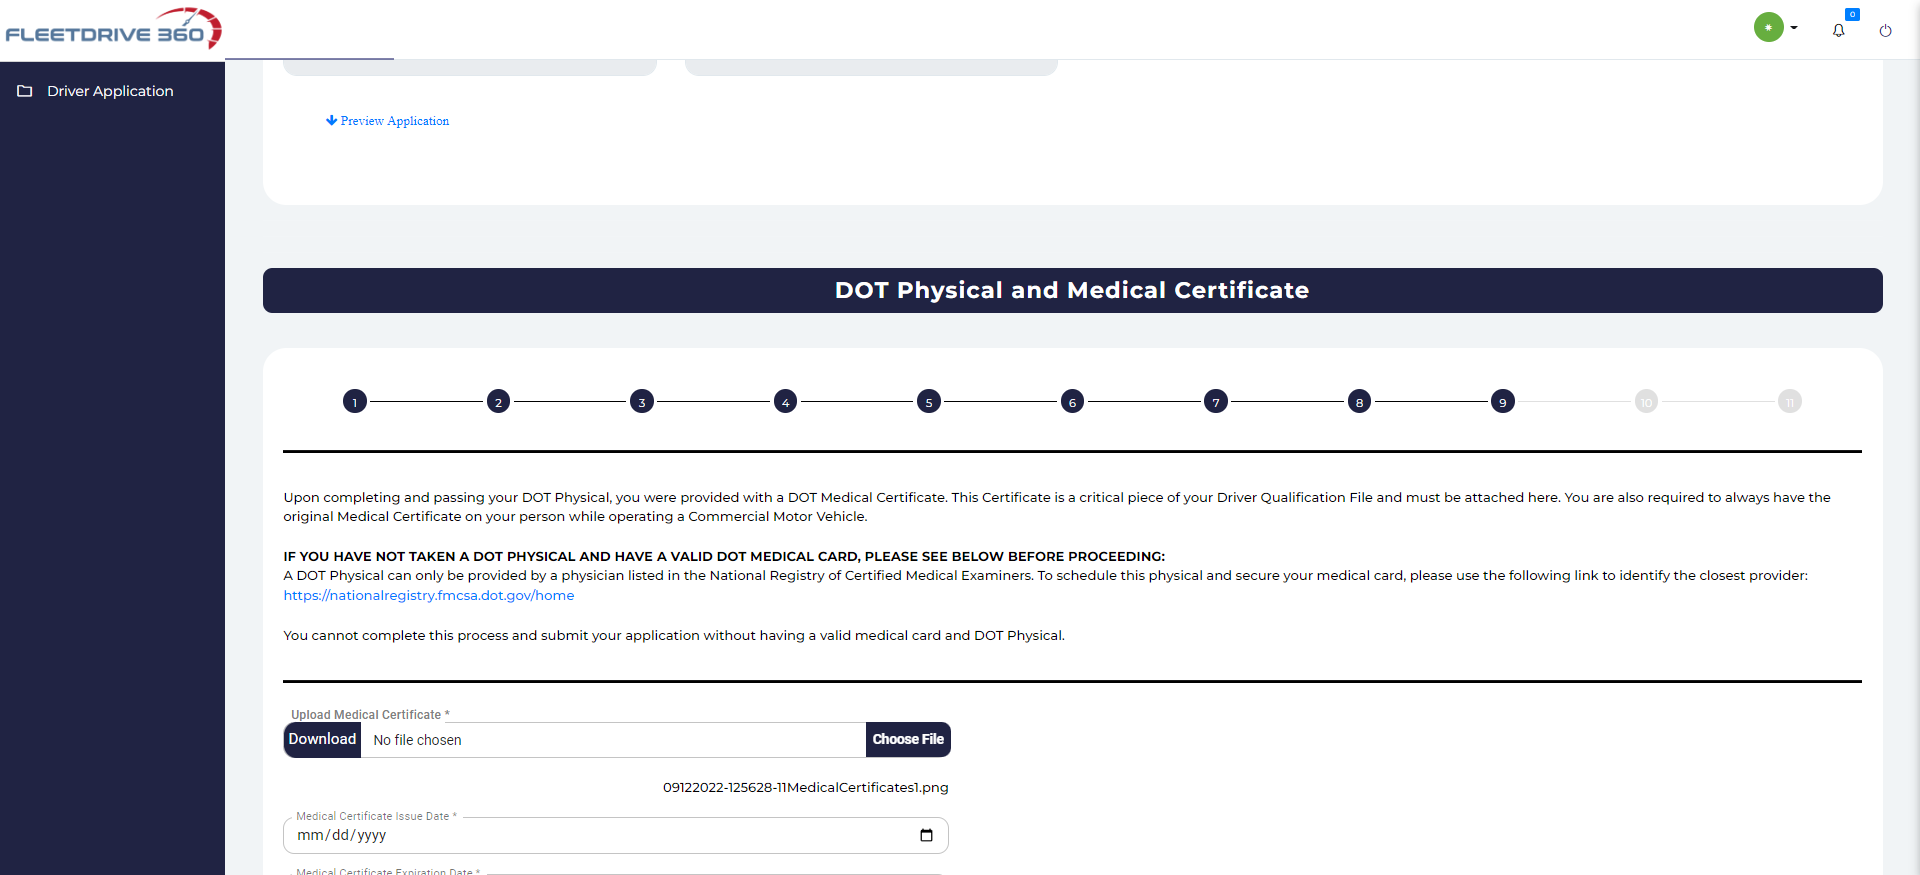 FLEETDRIVE 360
0
Driver Application
Preview Application
DOT Physical and Medical Certificate
1 2 3 4 5 6 7 8 9 10 11
Upon completing and passing your DOT Physical, you were provided with a DOT Medical Certificate. This Certificate is a critical piece of your Driver Qualification File and must be attached here. You are also required to always have the
original Medical Certificate on your person while operating a Commercial Motor Vehicle.
IF YOU HAVE NOT TAKEN A DOT PHYSICAL AND HAVE A VALID DOT MEDICAL CARD, PLEASE SEE BELOW BEFORE PROCEEDING:
A DOT Physical can only be provided by a physician listed in the National Registry of Certified Medical Examiners. To schedule this physical and secure your medical card, please use the following link to identify the closest provider:
https://nationalregistry.fmcsa.dot.gov/home
You cannot complete this process and submit your application without having a valid medical card and DOT Physical.
Upload Medical Certificate *
Download No file chosen Choose File
09122022-125628-11MedicalCertificates1.png
Medical Certificate Issue Date *
mm/dd/yyyy
Medical Certificate Expiration Date *